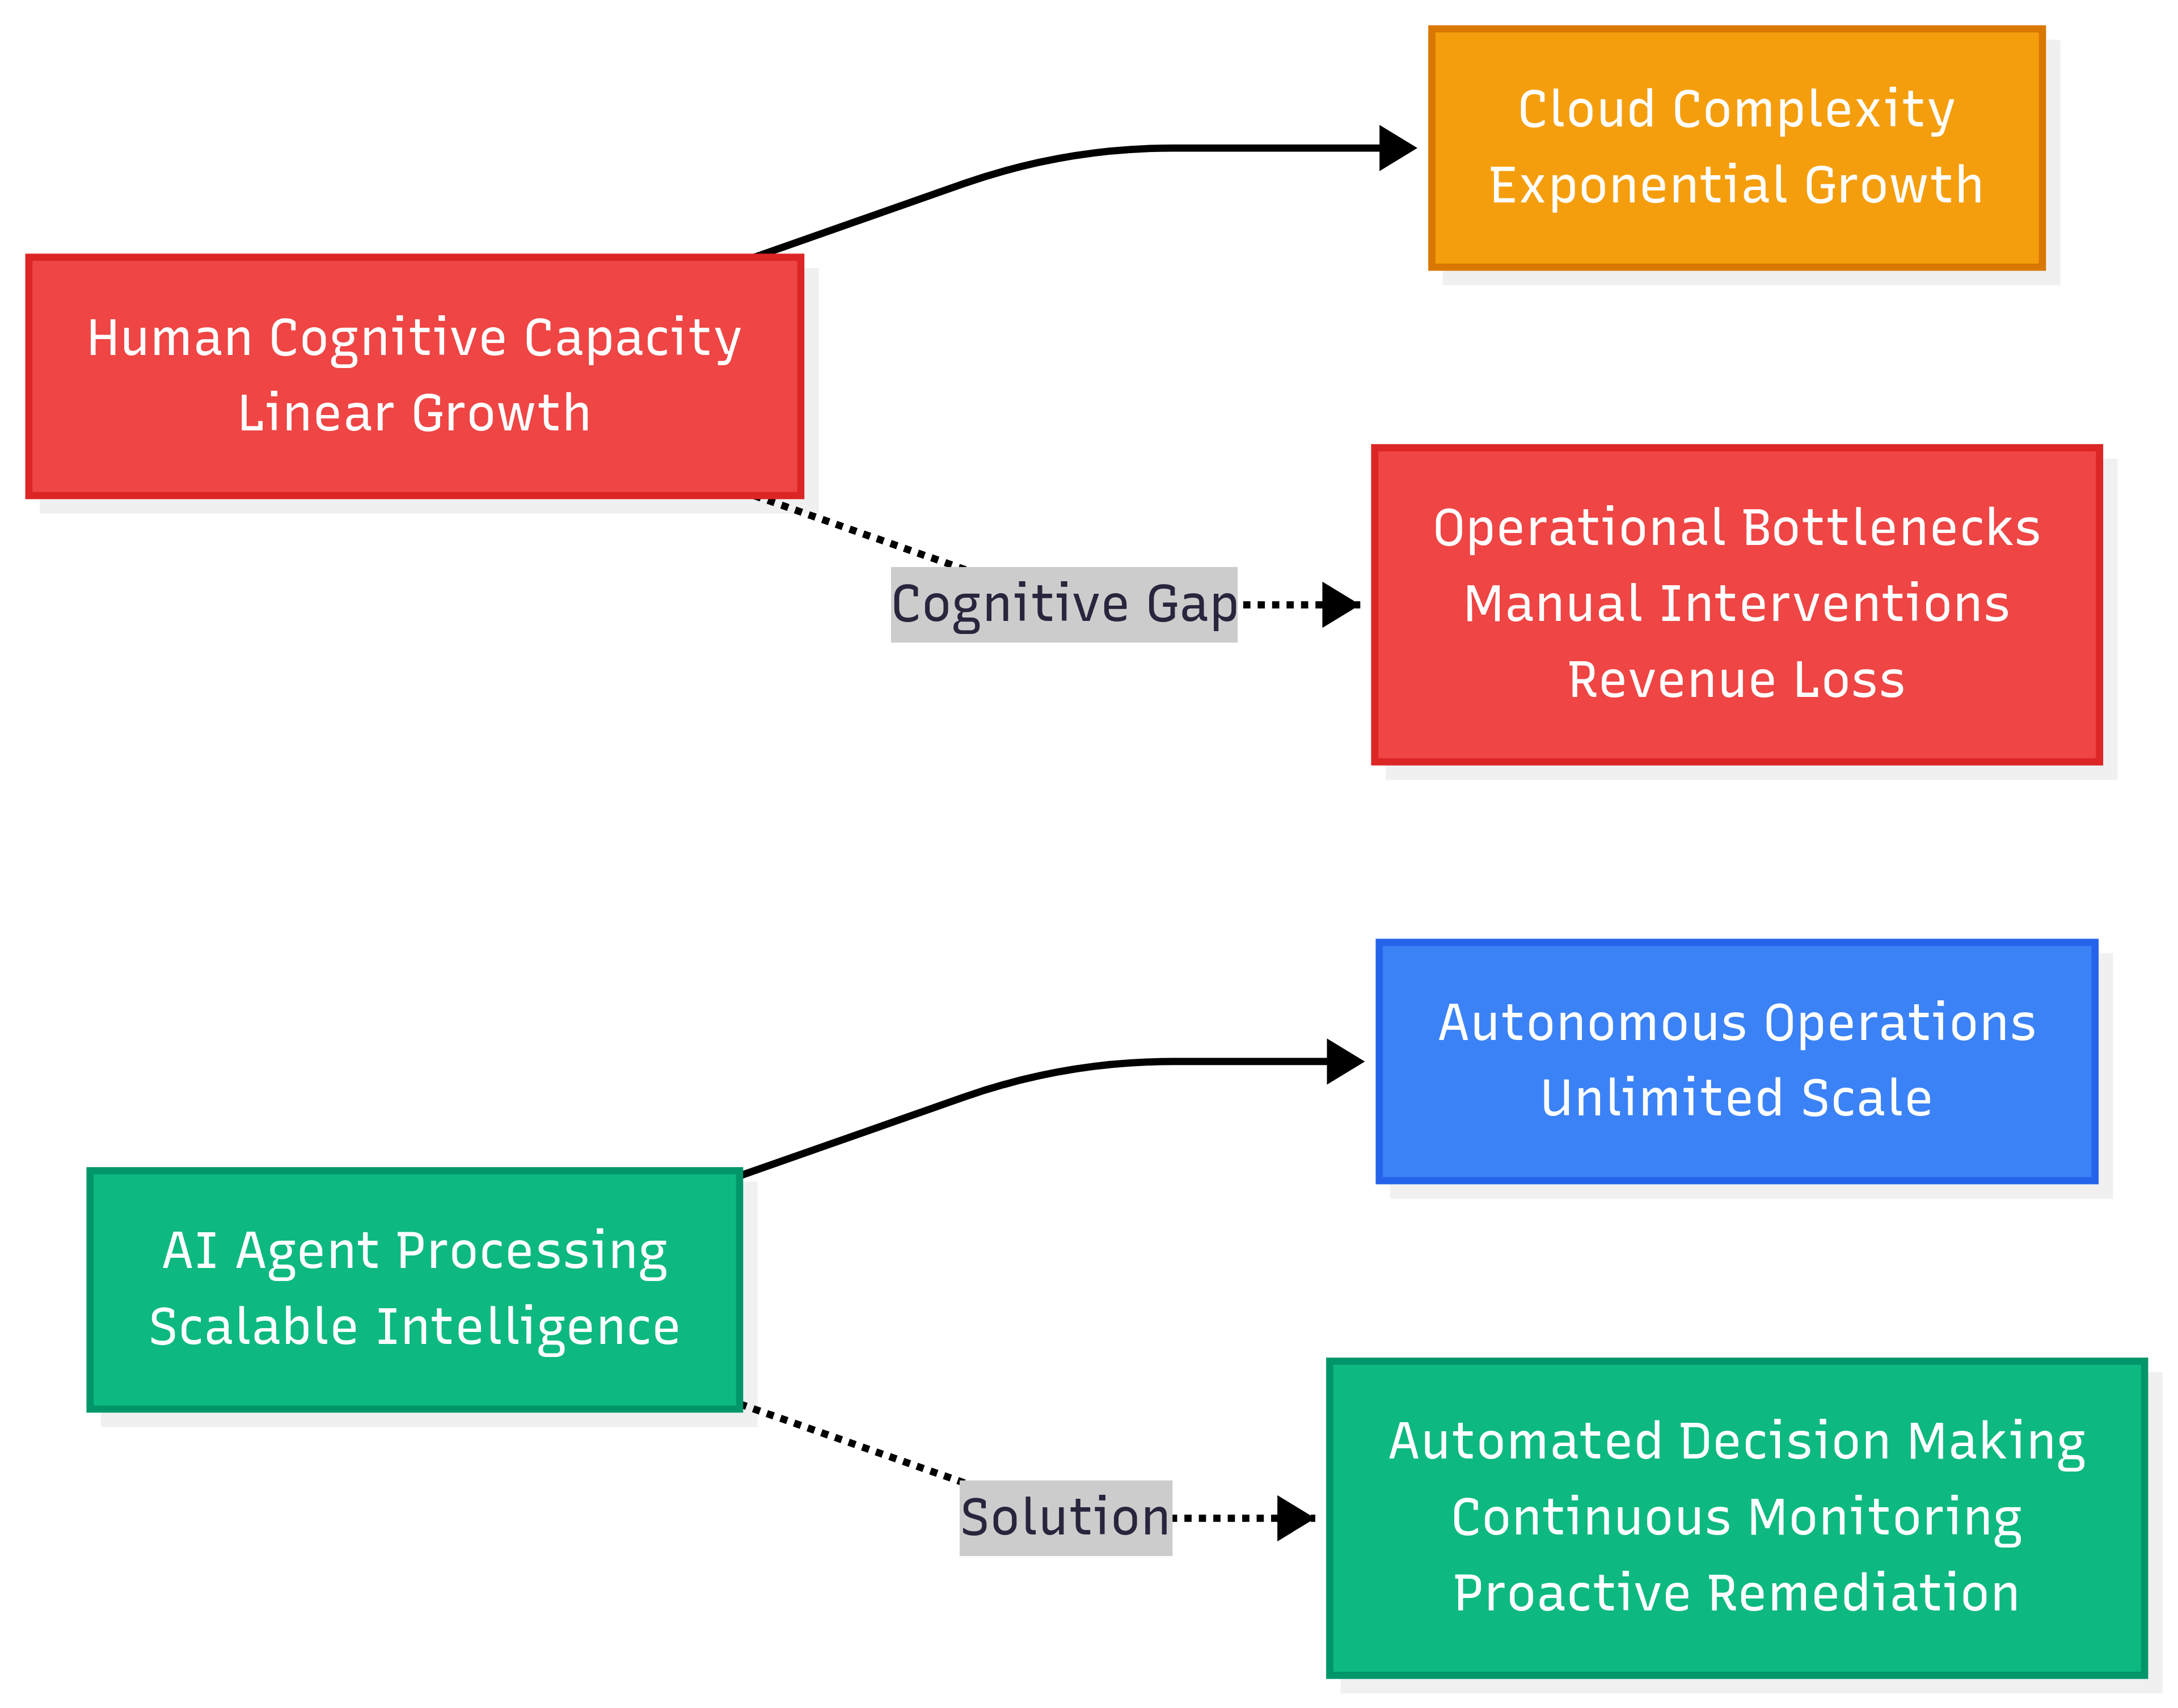 Cloud Complexity
Exponential Growth
Human Cognitive Capacity
Linear Growth
Operational Bottlenecks
Manual Interventions
Revenue Loss
Cognitive Gap
Autonomous Operations
Unlimited Scale
AI Agent Processing
Scalable Intelligence
Automated Decision Making
Continuous Monitoring
Proactive Remediation
Solution